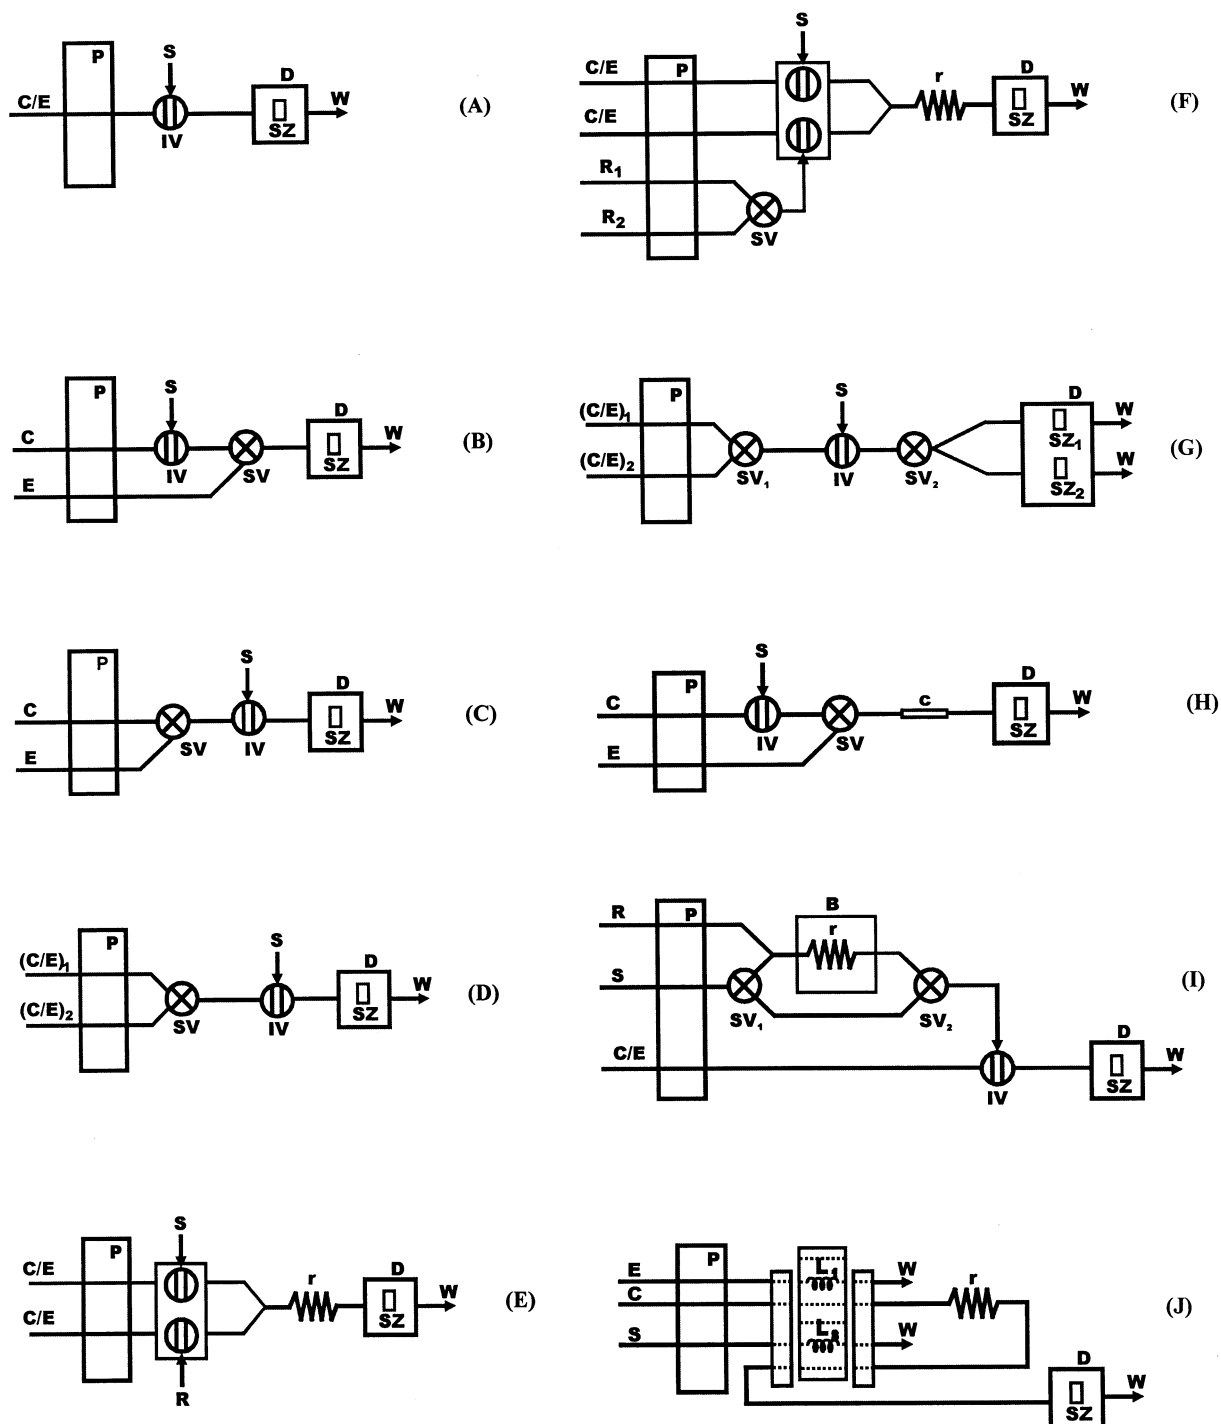 P
S
D
C/E
SZ
W
IV
(A)
S
C/E
P
r
D
W
SZ
C/E
R1
R2
SV
(F)
P
S
D
C
SZ
W
E
IV
SV
(B)
P
S
D
(C/E)1
SZ1
W
(C/E)2
SV1
IV
SV2
SZ2
W
(G)
P
S
D
C
SZ
W
E
SV
IV
(C)
P
S
D
C
c
SZ
W
E
IV
SV
(H)
P
S
D
(C/E)1
SZ
W
(C/E)2
SV
IV
(D)
R
P
B
r
S
SV1
SV2
C/E
D
SZ
W
IV
(I)
P
S
C/E
r
D
SZ
W
C/E
R
(E)
E
P
L1
W
r
C
S
L2
W
D
SZ
W
(J)